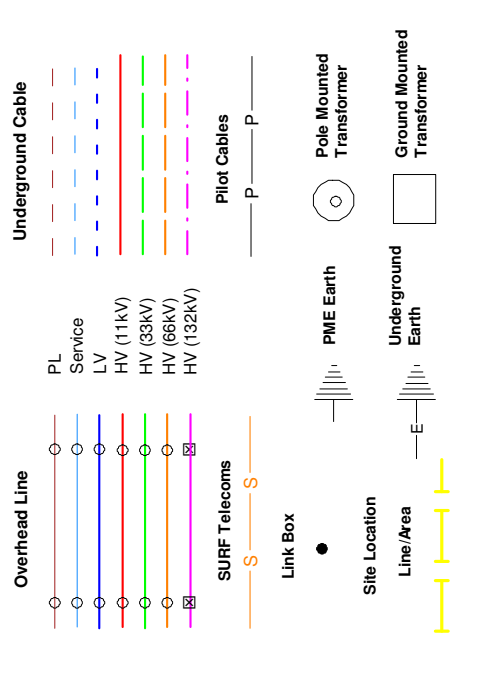 Overhead Line
Underground Cable
PL
Service
LV
HV (11kV)
HV (33kV)
HV (66kV)
HV (132kV)
SURF Telecoms
Pilot Cables
S S
P P
Link Box
PME Earth
Pole Mounted
Transformer
Site Location
Line/Area
Underground
Earth
E
Ground Mounted
Transformer